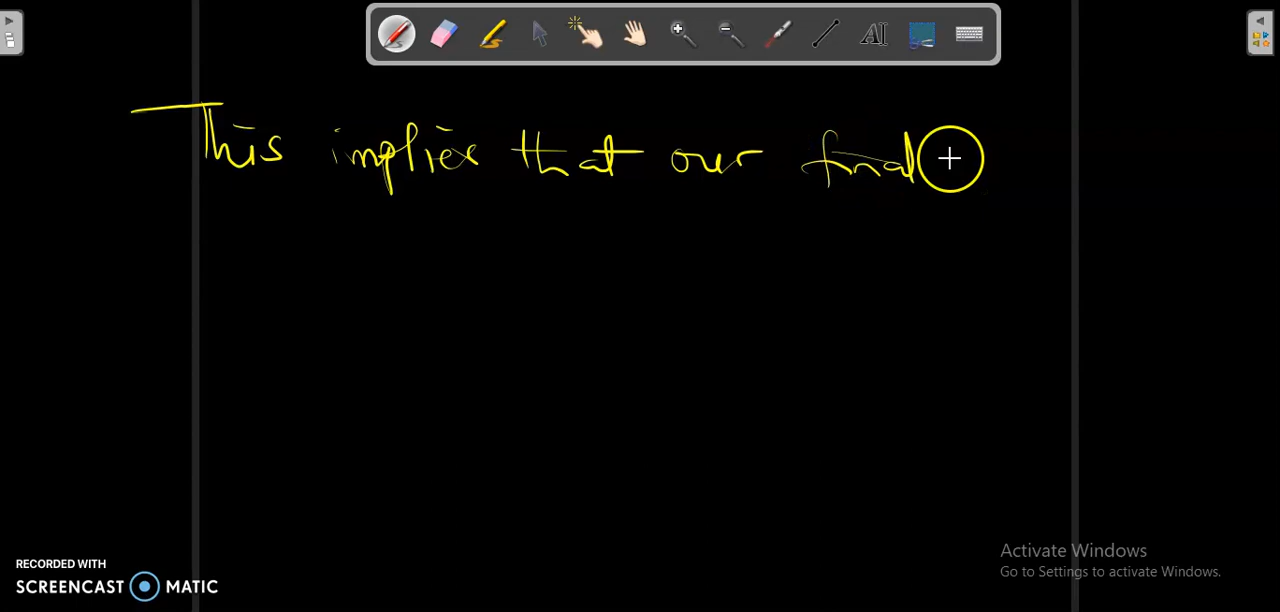 This implies that our final
Activate Windows
RECORDED WITH
Go to Settings to activate Windows.
SCREENCAST MATIC